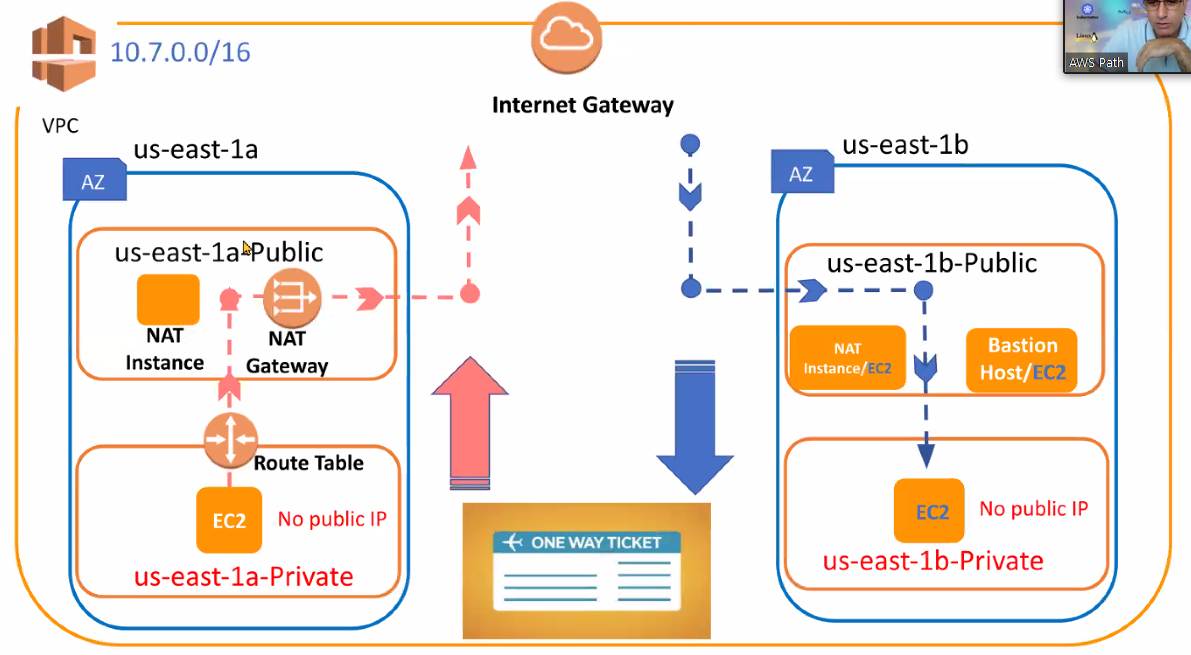 10.7.0.0/16
AWS Path
Internet Gateway
VPC
us-east-1a
AZ
us-east-1a-Public
NAT
Instance
NAT
Gateway
Route Table
EC2
No public IP
us-east-1a-Private
ONE WAY TICKET
us-east-1b
AZ
us-east-1b-Public
NAT
Instance/EC2
Bastion
Host/EC2
EC2
No public IP
us-east-1b-Private